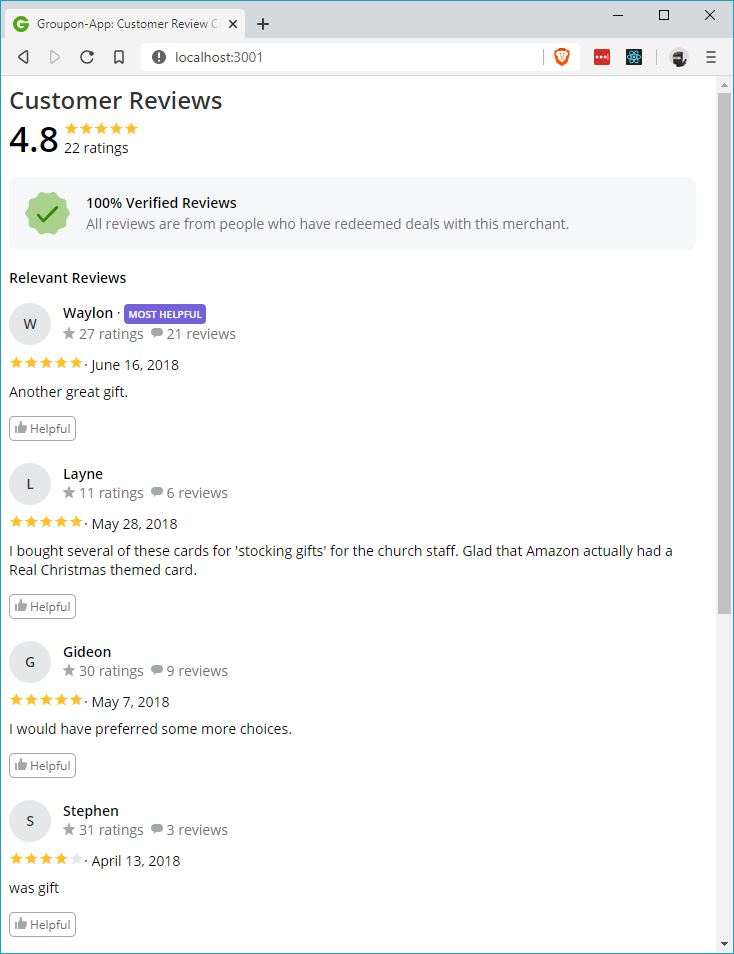 Groupon-App: Customer Review C
localhost:3001
Customer Reviews
4.8
22 ratings
100% Verified Reviews
All reviews are from people who have redeemed deals with this merchant.
Relevant Reviews
W
Waylon · MOST HELPFUL
27 ratings 21 reviews
· June 16, 2018
Another great gift.
Helpful
L
Layne
11 ratings 6 reviews
· May 28, 2018
I bought several of these cards for 'stocking gifts' for the church staff. Glad that Amazon actually had a
Real Christmas themed card.
Helpful
G
Gideon
30 ratings 9 reviews
· May 7, 2018
I would have preferred some more choices.
Helpful
S
Stephen
31 ratings 3 reviews
· April 13, 2018
was gift
Helpful